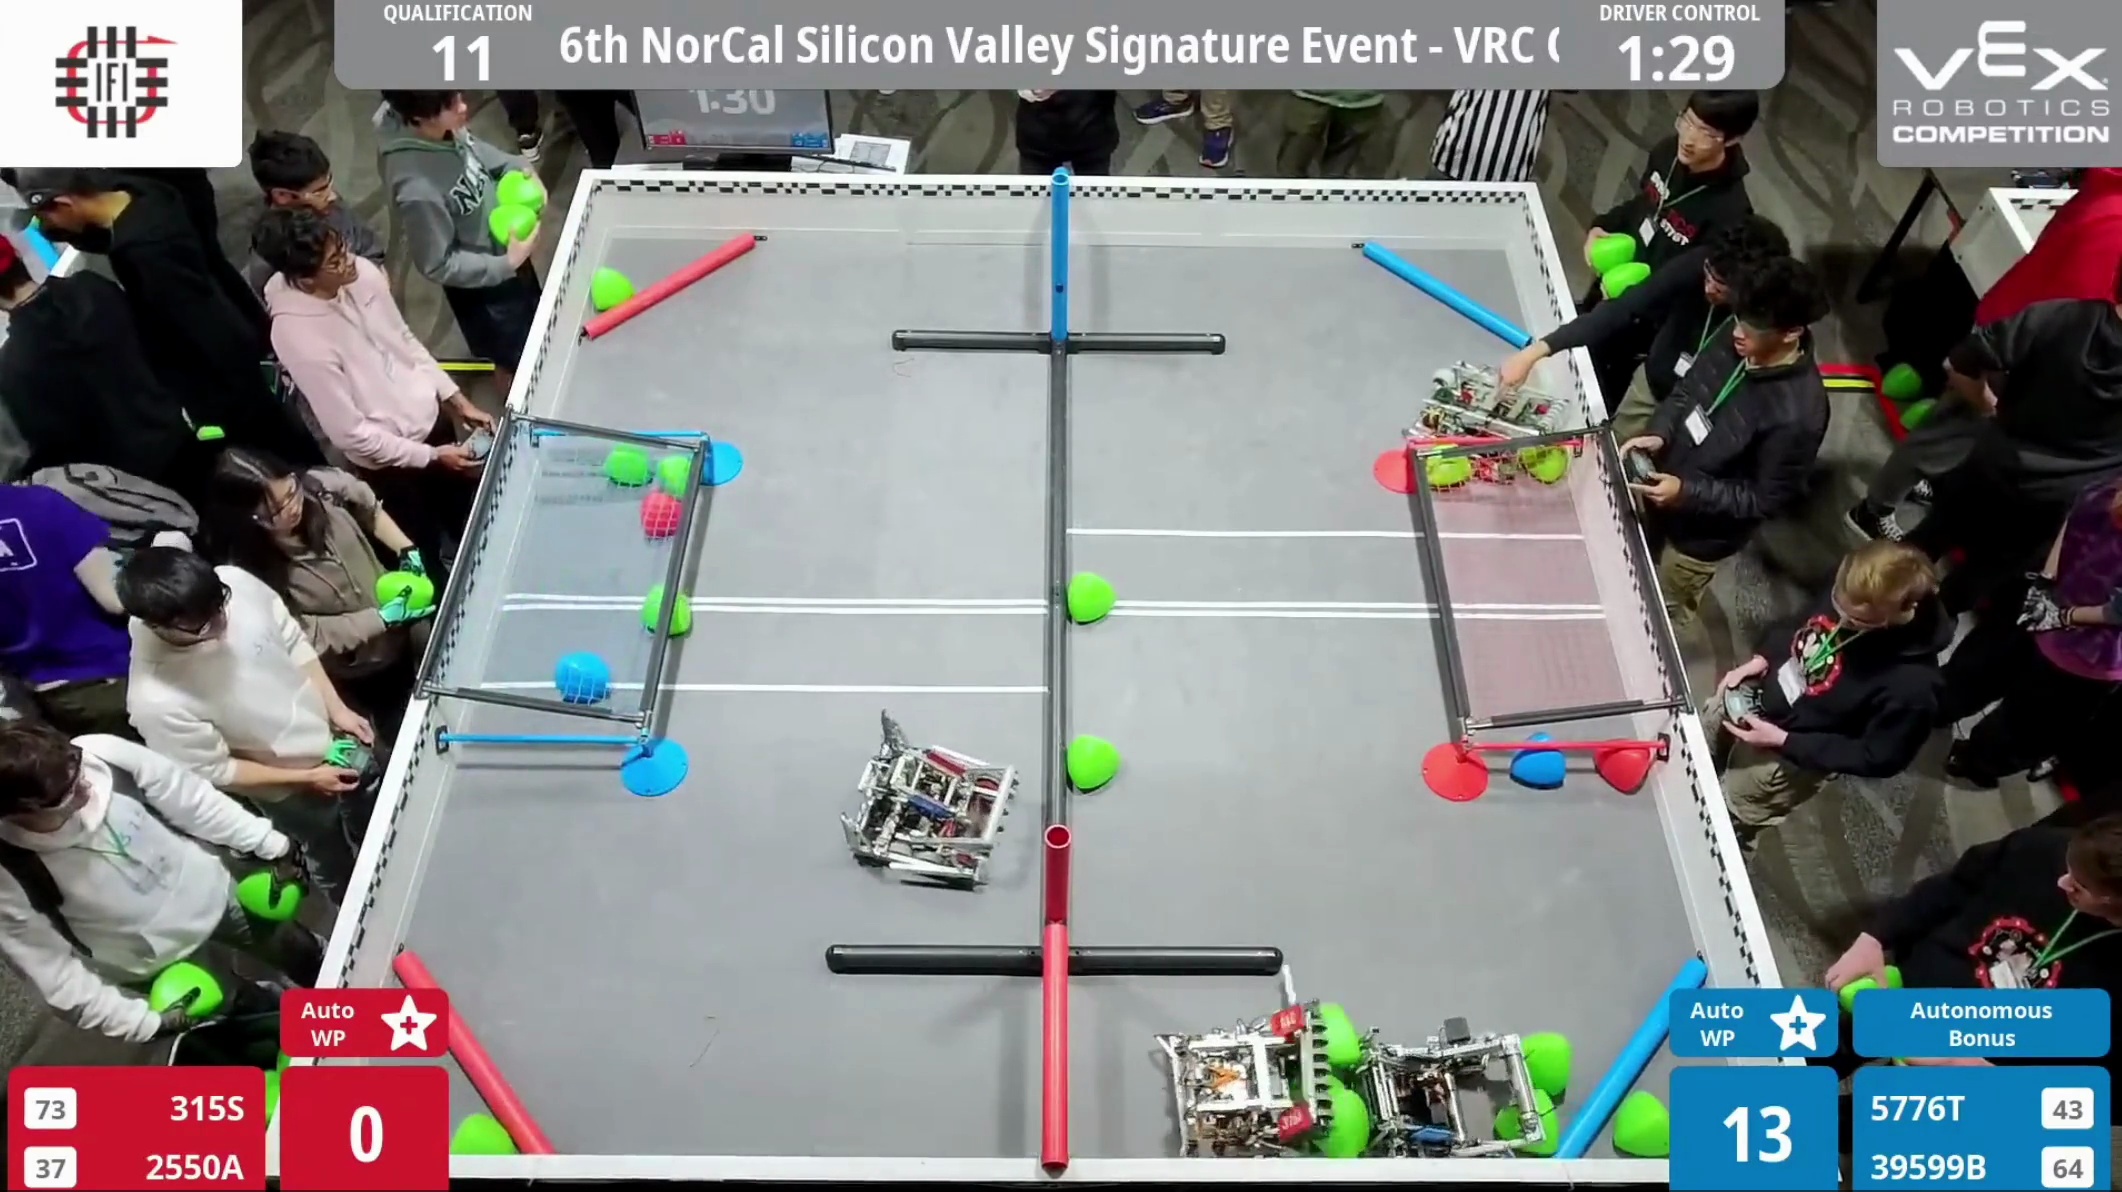 QUALIFICATION
11
6th NorCal Silicon Valley Signature Event - VRC
DRIVER CONTROL
1:29
IFI
VEX
ROBOTICS
COMPETITION
1:30
Auto
WP
73 315S
37 2550A
0
Auto
WP
13
Autonomous
Bonus
5776T 43
39599B 64